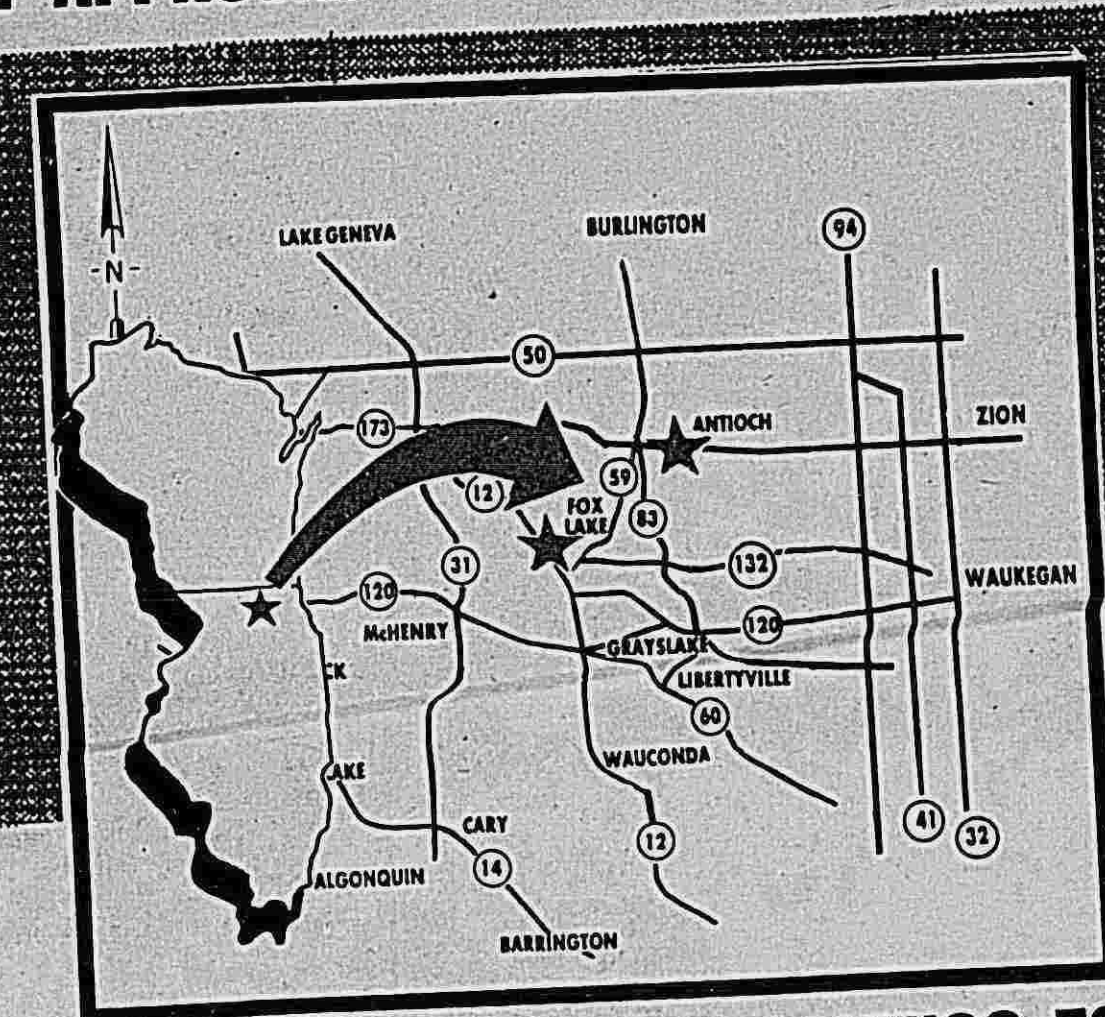 LAKE GENEVA
BURLINGTON
94
-N-
50
173
ANTIOCH
ZION
12
59
FOX
LAKE
83
31
132
120
WAUKEGAN
McHENRY
120
GRAYSLAKE
CK
LIBERTYVILLE
60
AKE
WAUCONDA
CARY
12
41
32
14
ALGONQUIN
BARRINGTON